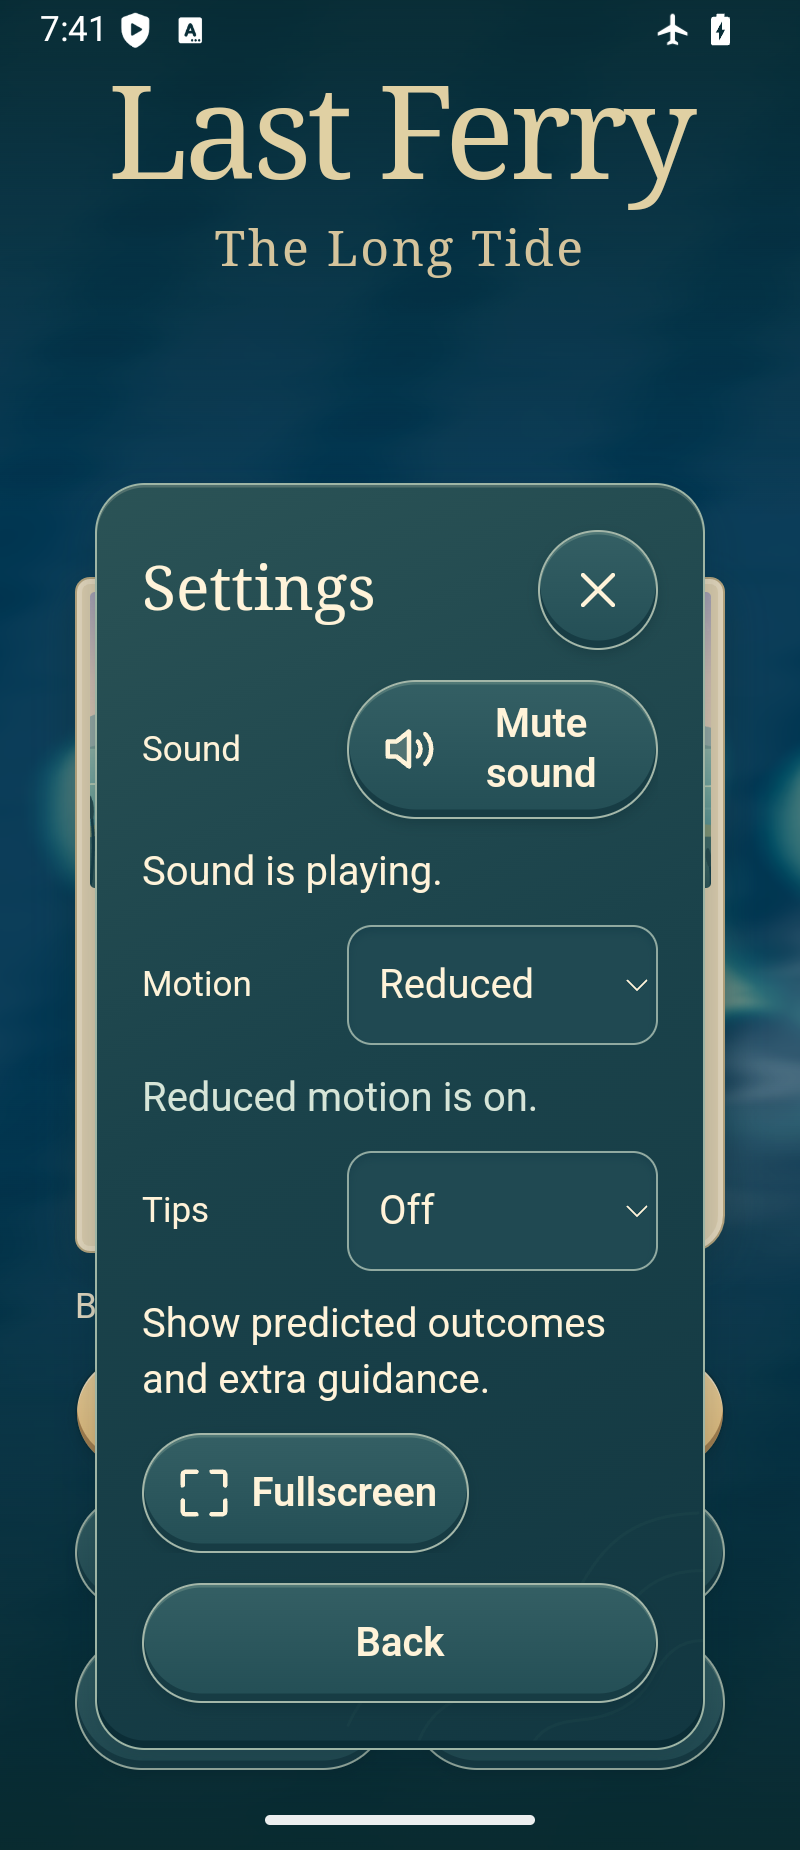 7:41
Last Ferry
The Long Tide
Settings
Sound
Mute
sound
Sound is playing.
Motion
Reduced
Reduced motion is on.
Tips
Off
Show predicted outcomes
and extra guidance.
Fullscreen
Back